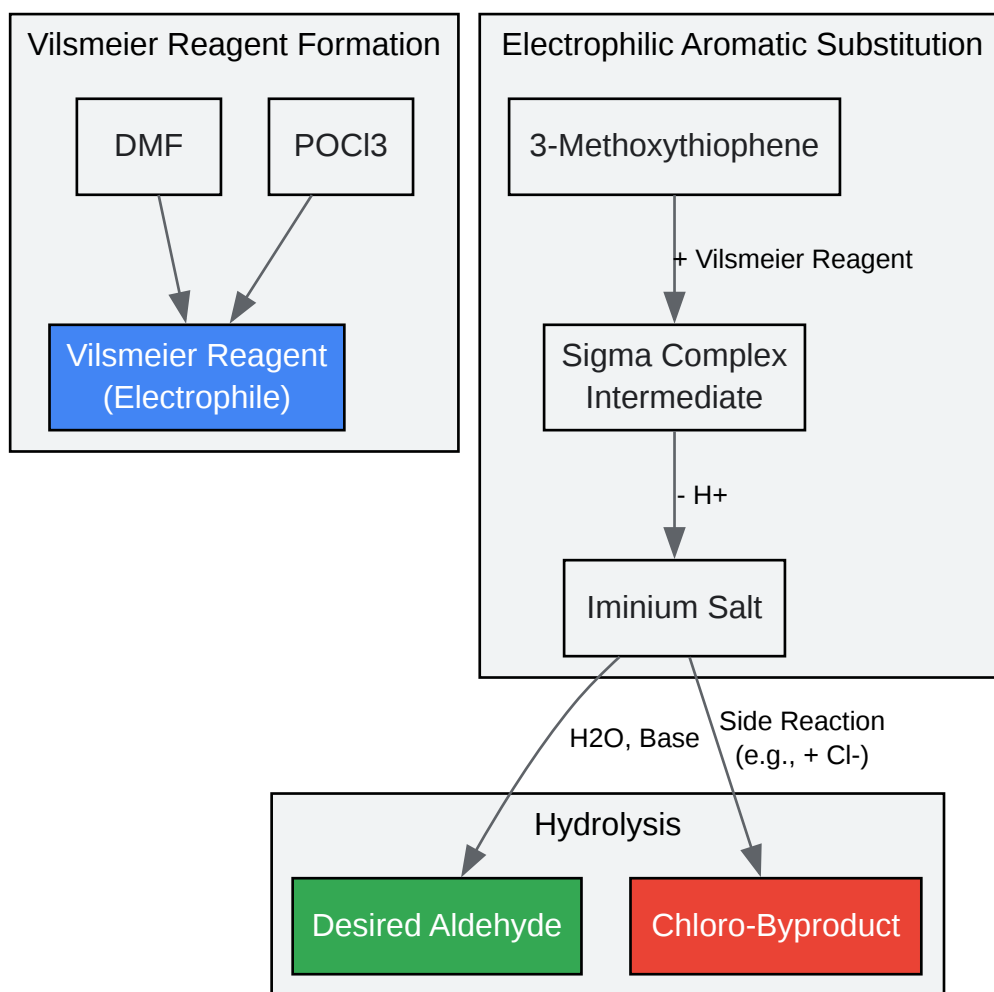 Vilsmeier Reagent Formation
DMF
POCl3
Vilsmeier Reagent
(Electrophile)
Electrophilic Aromatic Substitution
3-Methoxythiophene
+ Vilsmeier Reagent
Sigma Complex
Intermediate
- H+
Iminium Salt
H2O, Base
Side Reaction
(e.g., + Cl-)
Hydrolysis
Desired Aldehyde
Chloro-Byproduct